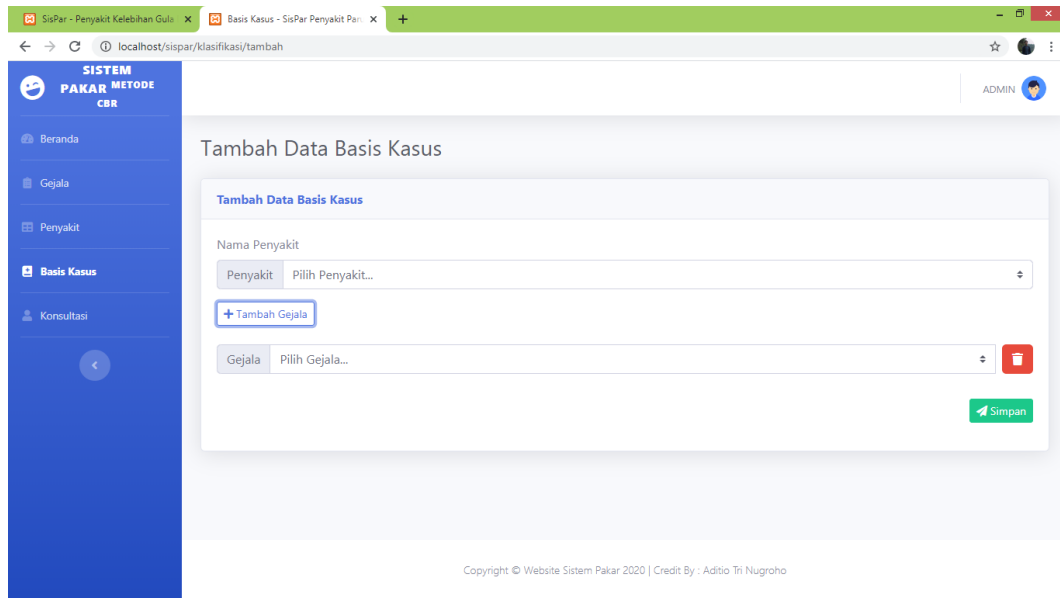 SisPar - Penyakit Kelebihan Gula
Basis Kasus - SisPar Penyakit Par
localhost/sispar/klasifikasi/tambah
SISTEM
PAKAR METODE
CBR
ADMIN
Beranda
Gejala
Penyakit
Basis Kasus
Konsultasi
Tambah Data Basis Kasus
Tambah Data Basis Kasus
Nama Penyakit
Penyakit Pilih Penyakit...
+ Tambah Gejala
Gejala Pilih Gejala...
Simpan
Copyright © Website Sistem Pakar 2020 | Credit By : Aditio Tri Nugroho